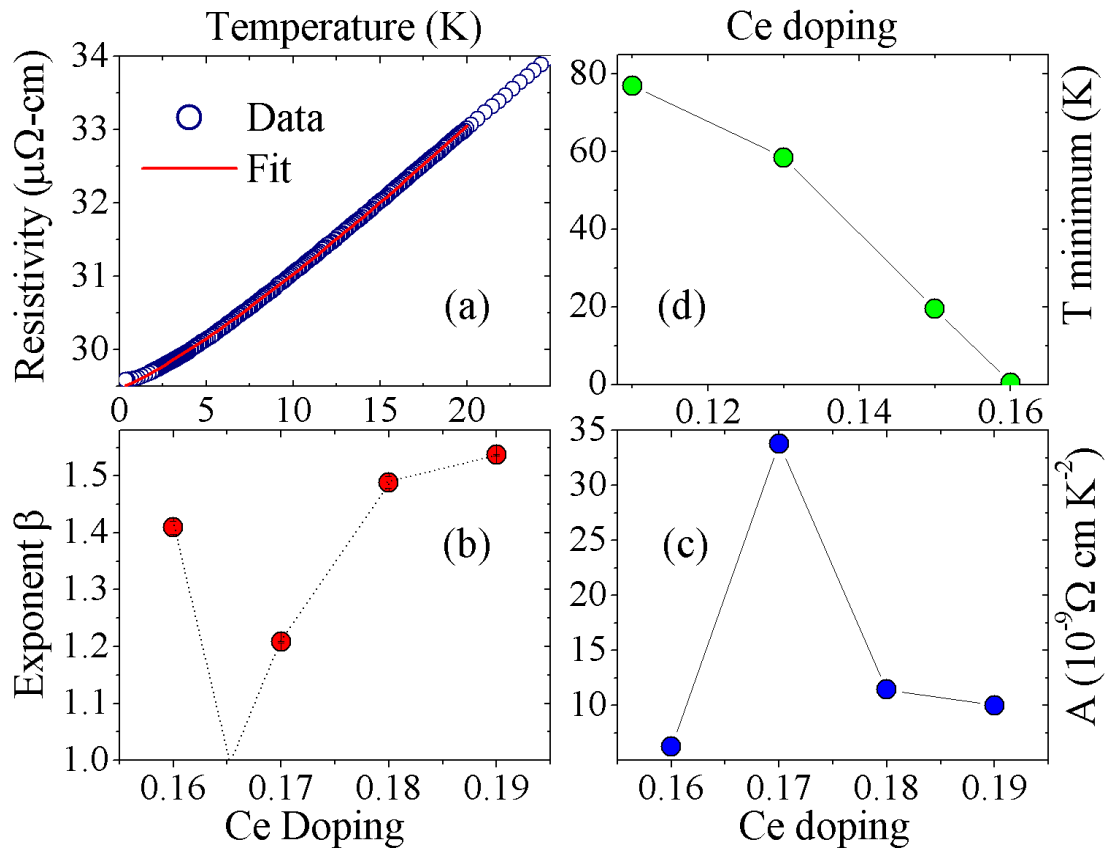 Temperature (K)
Resistivity (μΩ-cm)
34
33
32
31
30
Data
Fit
(a)
0 5 10 15 20
Ce doping
80
60
40
20
0
(d)
T minimum (K)
0.12 0.14 0.16
Exponent β
1.5
1.4
1.3
1.2
1.1
1.0
(b)
0.16 0.17 0.18 0.19
Ce Doping
35
30
25
20
15
10
(c)
A (10⁻⁹Ω cm K⁻²)
0.16 0.17 0.18 0.19
Ce doping